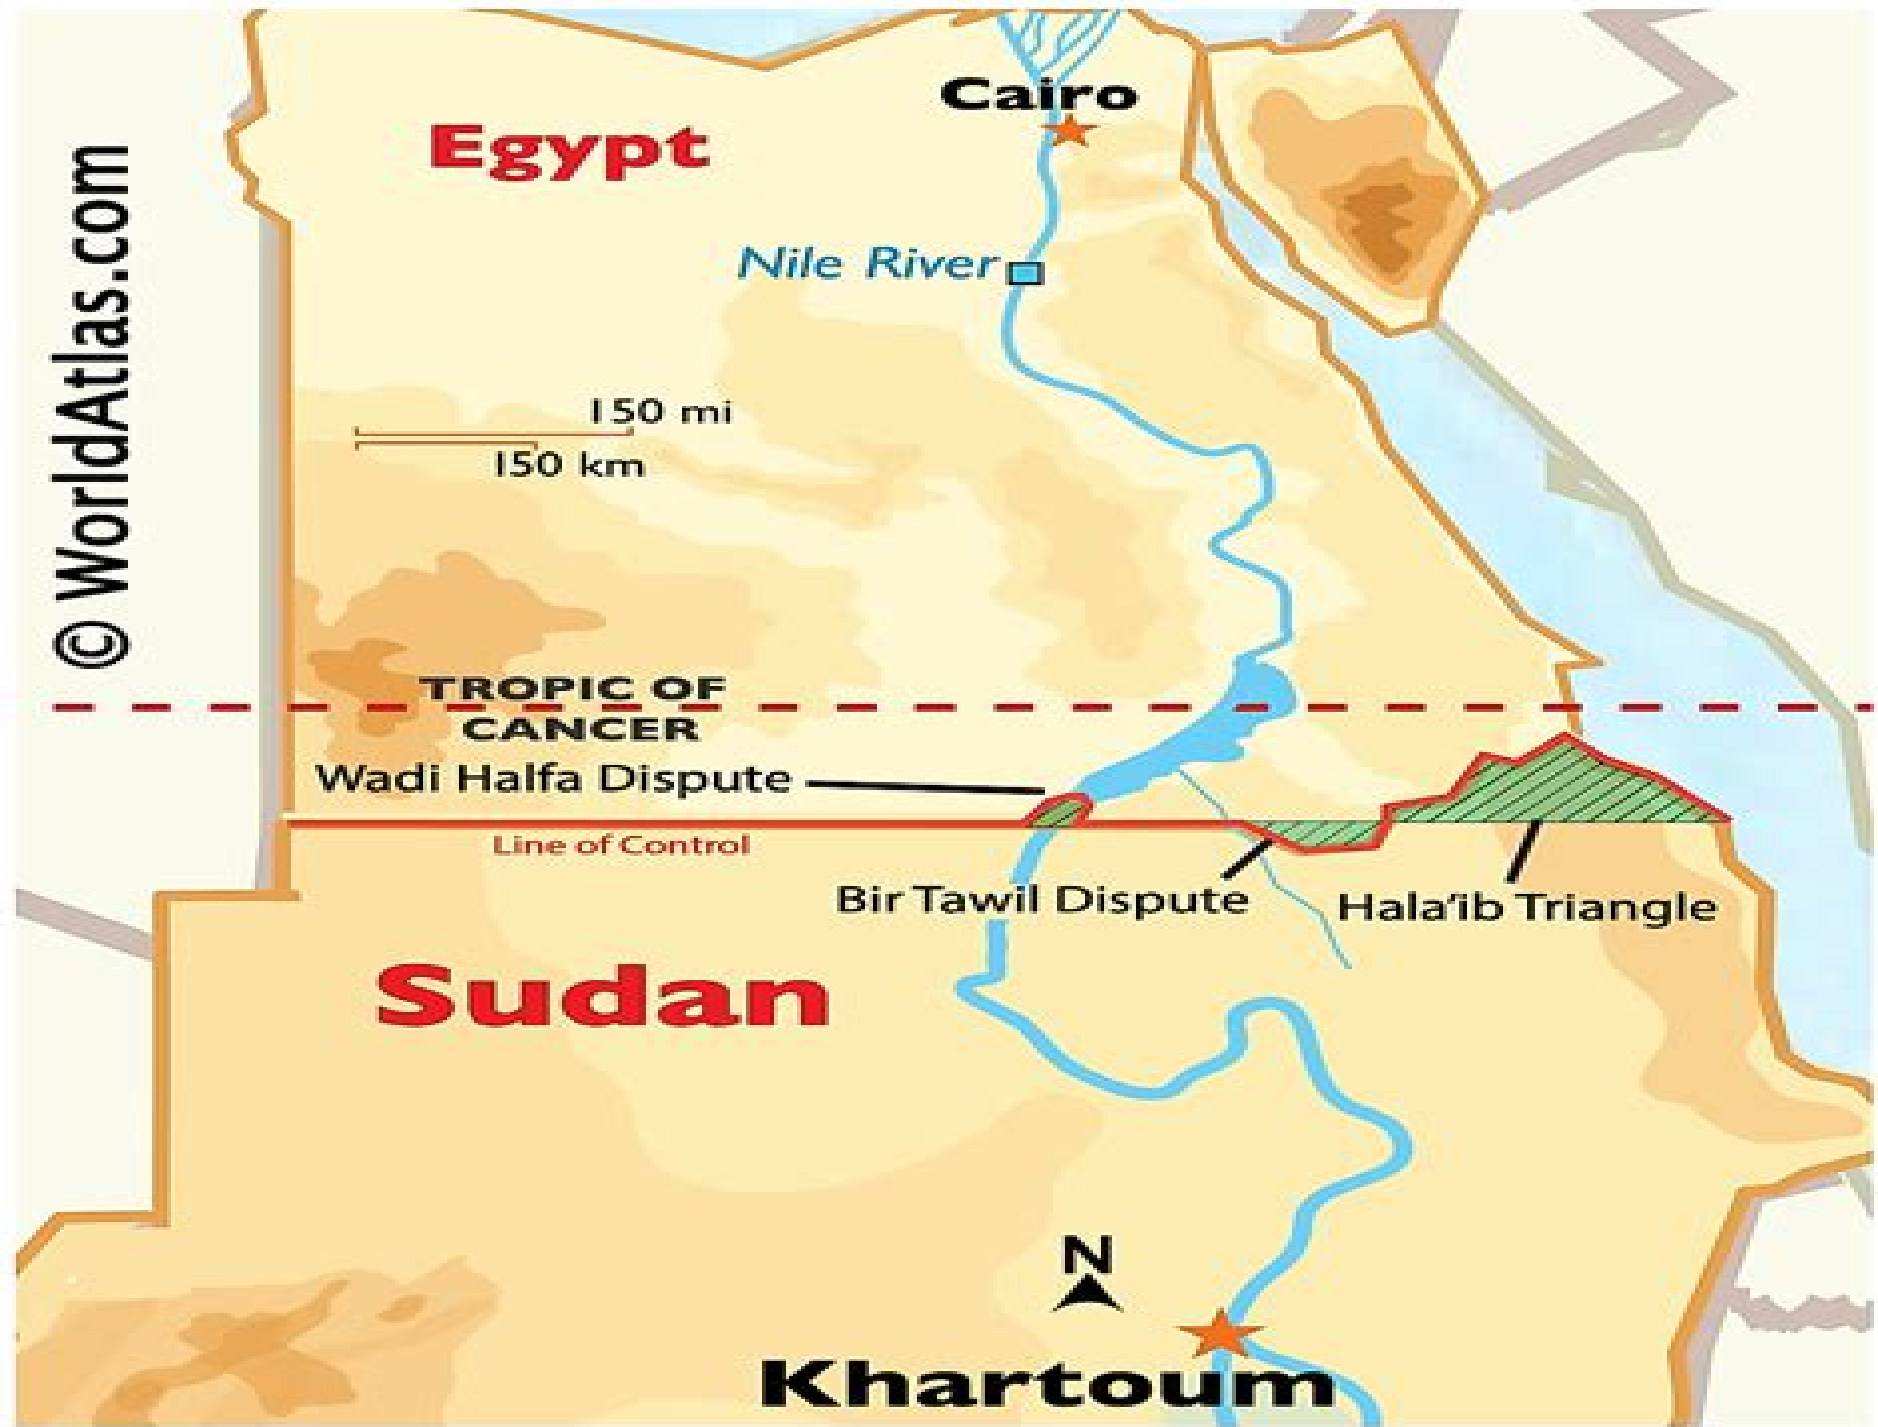 Cairo
Egypt
© WorldAtlas.com
Nile River
150 mi
150 km
TROPIC OF
CANCER
Wadi Halfa Dispute
Line of Control
Bir Tawil Dispute
Hala'ib Triangle
Sudan
N
Khartoum